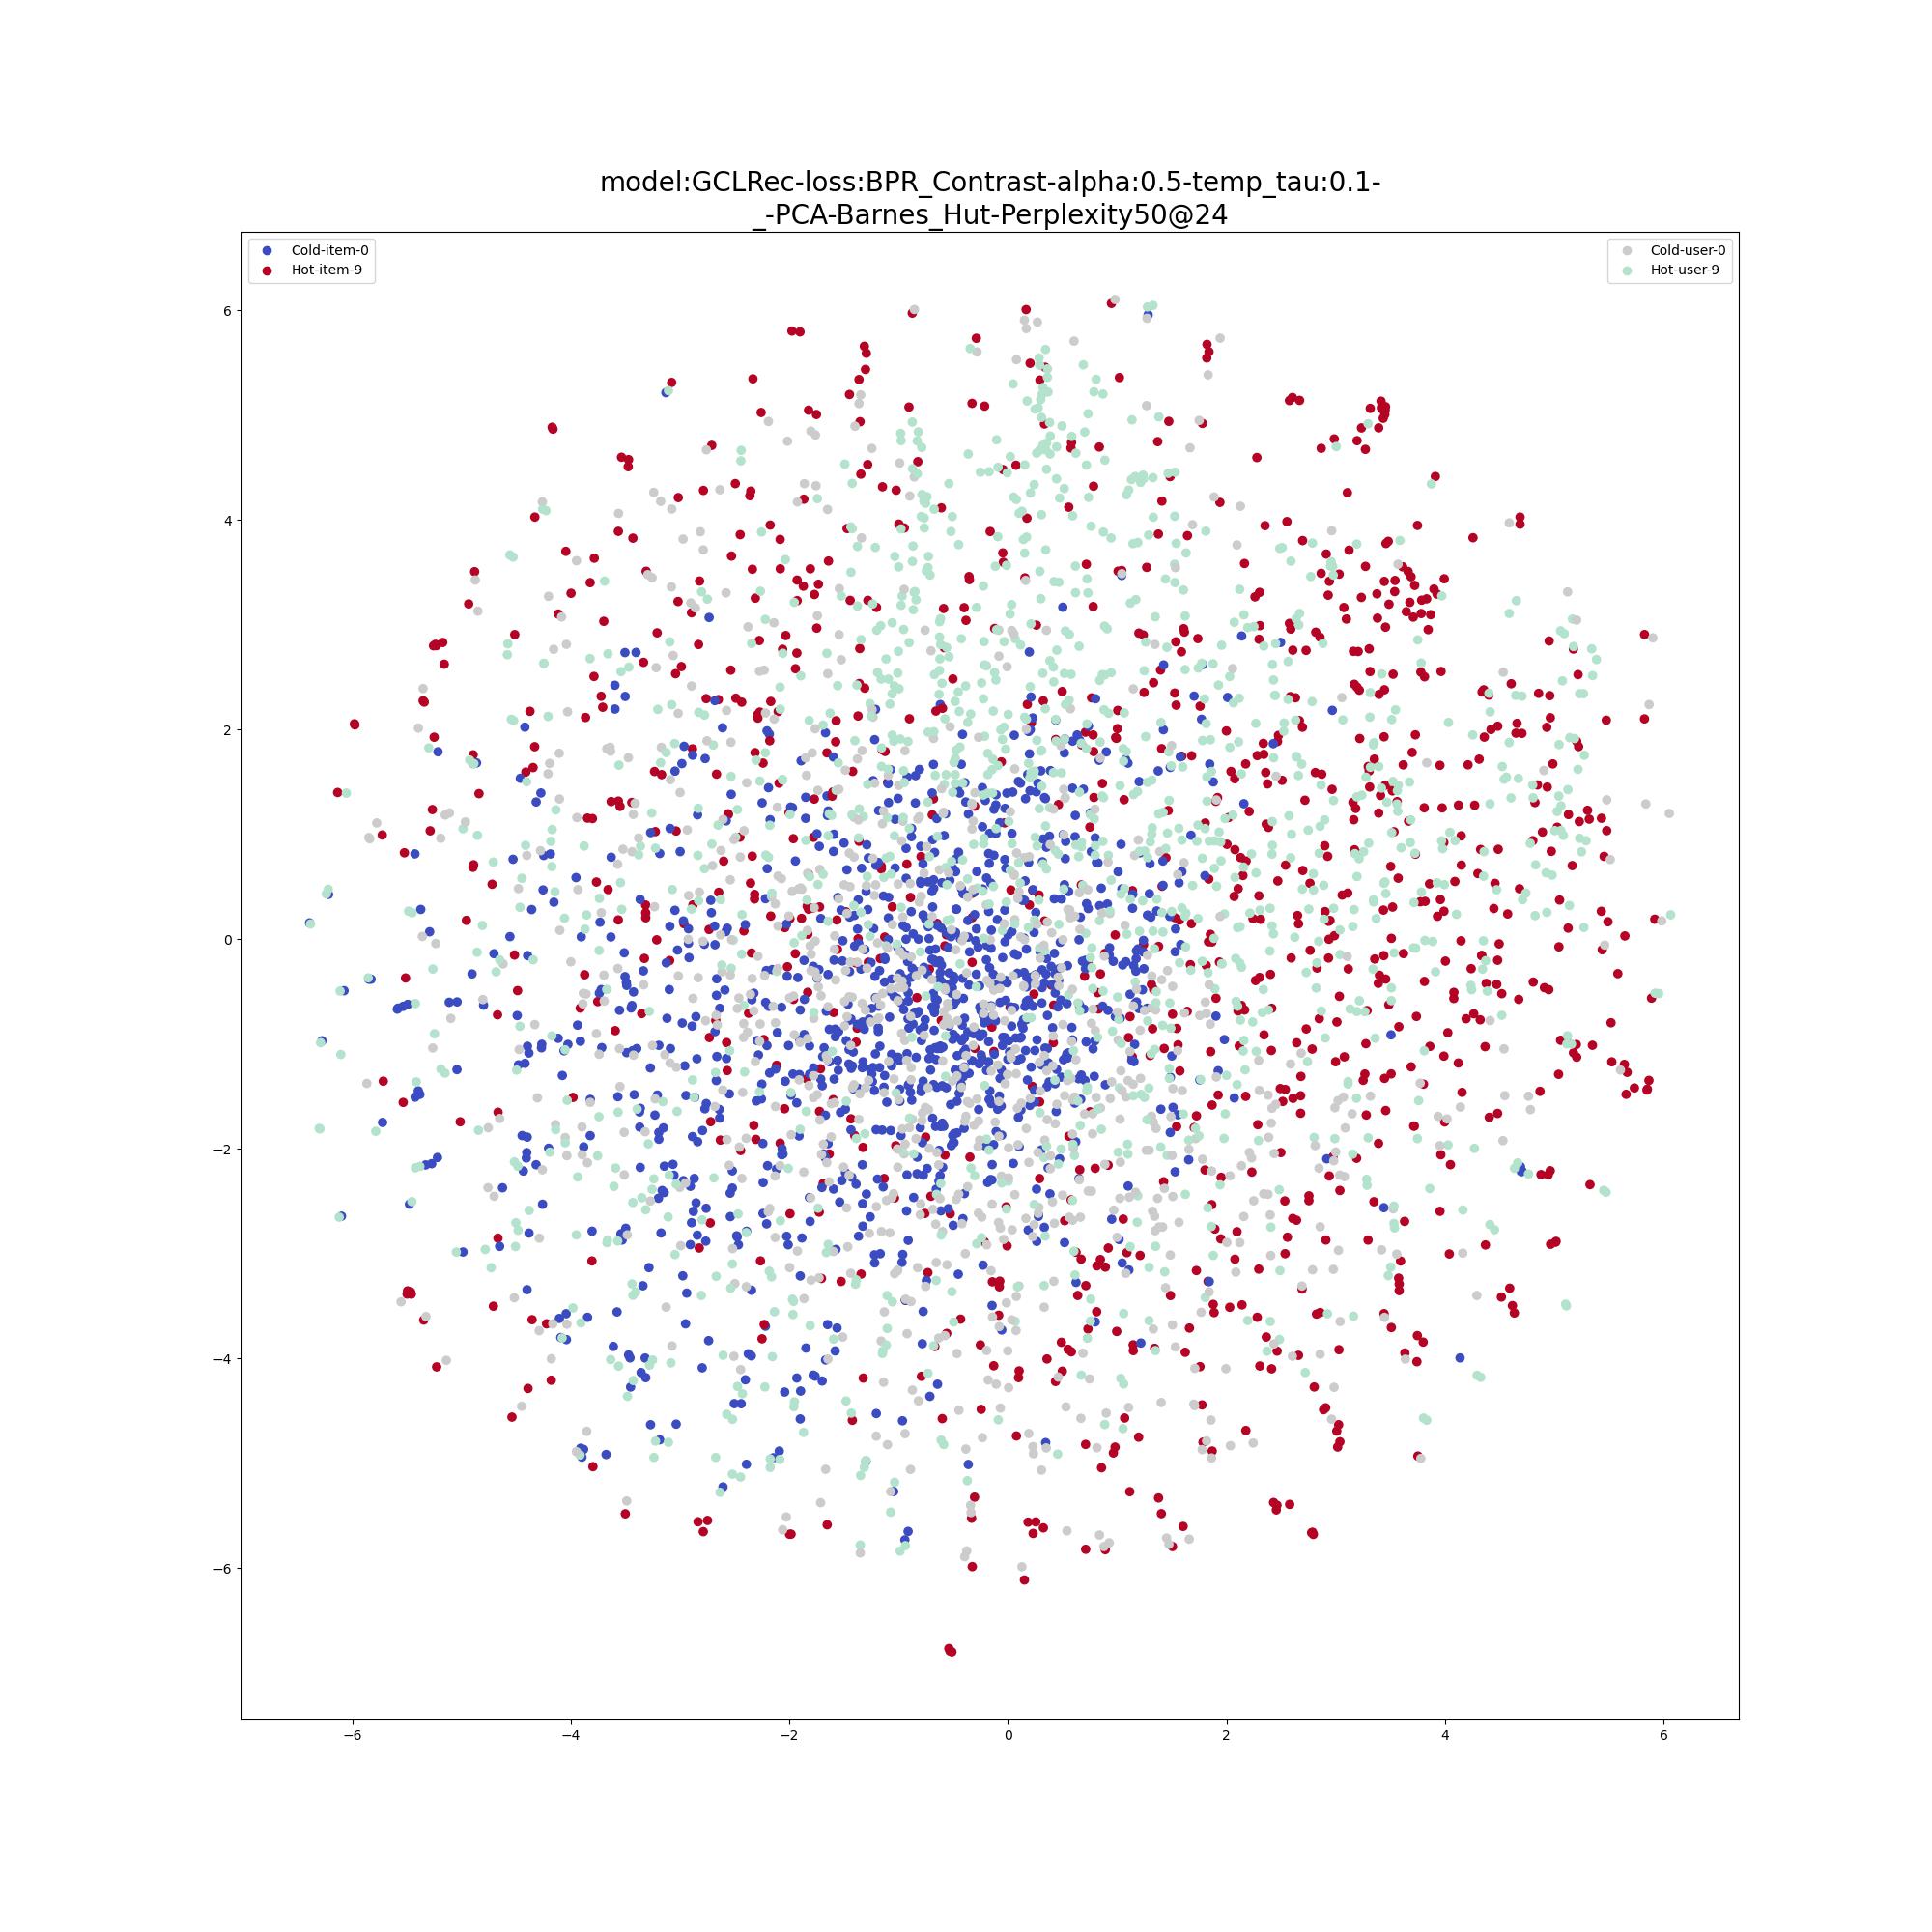 model:GCLRec-loss:BPR_Contrast-alpha:0.5-temp_tau:0.1-
_-PCA-Barnes_Hut-Perplexity50@24
Cold-item-0
Hot-item-9
Cold-user-0
Hot-user-9
6
4
2
0
−2
−4
−6
−6 −4 −2 0 2 4 6